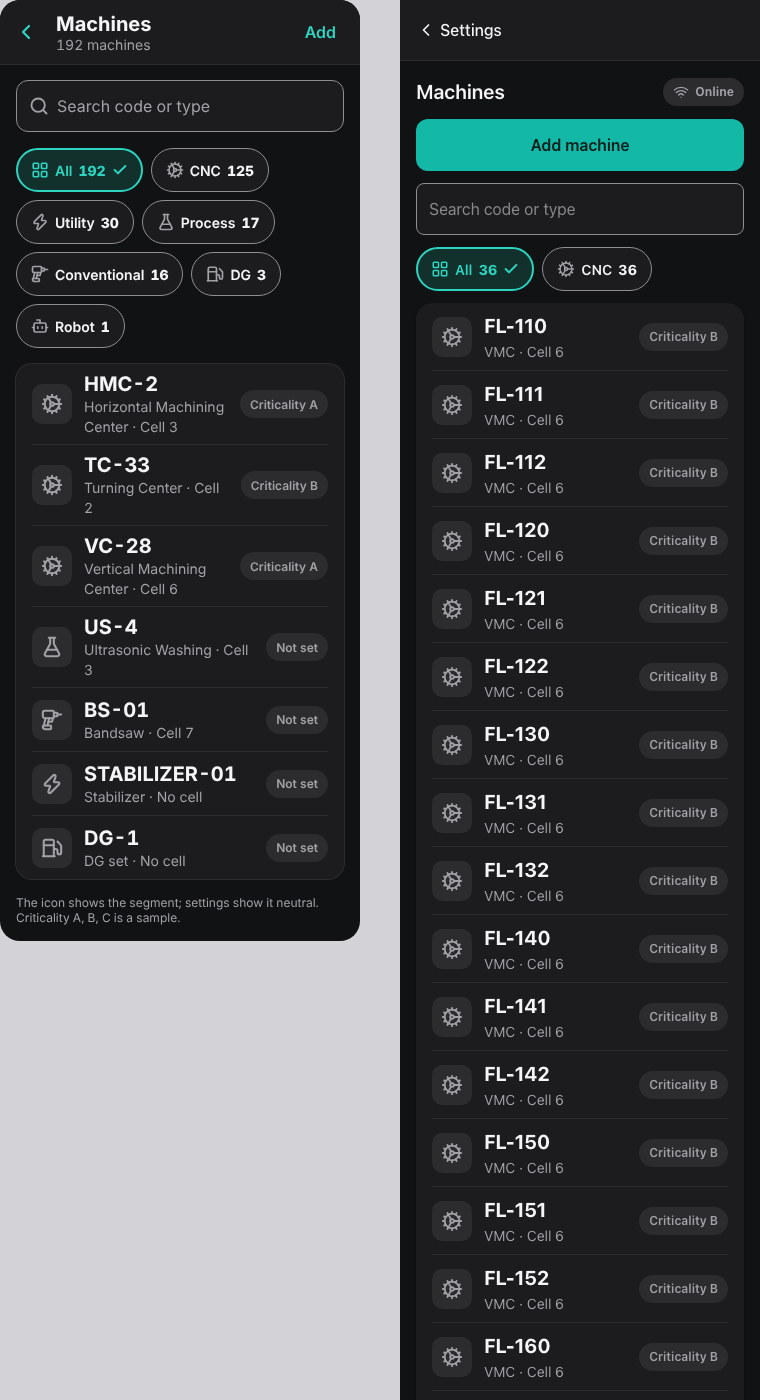 Machines
192 machines
Add
Search code or type
All 192
CNC 125
Utility 30
Process 17
Conventional 16
DG 3
Robot 1
HMC-2
Horizontal Machining
Center · Cell 3
Criticality A
TC-33
Turning Center · Cell
2
Criticality B
VC-28
Vertical Machining
Center · Cell 6
Criticality A
US-4
Ultrasonic Washing · Cell
3
Not set
BS-01
Bandsaw · Cell 7
Not set
STABILIZER-01
Stabilizer · No cell
Not set
DG-1
DG set · No cell
Not set
The icon shows the segment; settings show it neutral.
Criticality A, B, C is a sample.
Settings
Machines
Online
Add machine
Search code or type
All 36
CNC 36
FL-110
VMC · Cell 6
Criticality B
FL-111
VMC · Cell 6
Criticality B
FL-112
VMC · Cell 6
Criticality B
FL-120
VMC · Cell 6
Criticality B
FL-121
VMC · Cell 6
Criticality B
FL-122
VMC · Cell 6
Criticality B
FL-130
VMC · Cell 6
Criticality B
FL-131
VMC · Cell 6
Criticality B
FL-132
VMC · Cell 6
Criticality B
FL-140
VMC · Cell 6
Criticality B
FL-141
VMC · Cell 6
Criticality B
FL-142
VMC · Cell 6
Criticality B
FL-150
VMC · Cell 6
Criticality B
FL-151
VMC · Cell 6
Criticality B
FL-152
VMC · Cell 6
Criticality B
FL-160
VMC · Cell 6
Criticality B